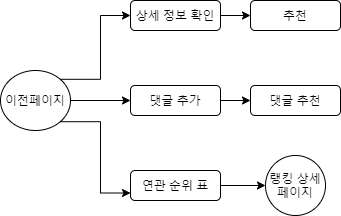 상세 정보 확인
추천
이전페이지
댓글 추가
댓글 추천
연관 순위 표
랭킹 상세
페이지